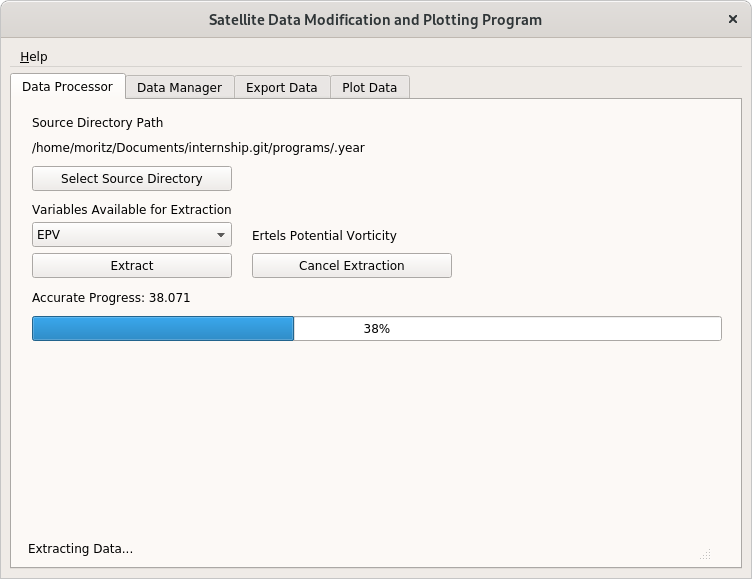 Satellite Data Modification and Plotting Program ×
Help
Data Processor Data Manager Export Data Plot Data
Source Directory Path
/home/moritz/Documents/internship.git/programs/.year
Select Source Directory
Variables Available for Extraction
EPV Ertels Potential Vorticity
Extract Cancel Extraction
Accurate Progress: 38.071
38%
Extracting Data...